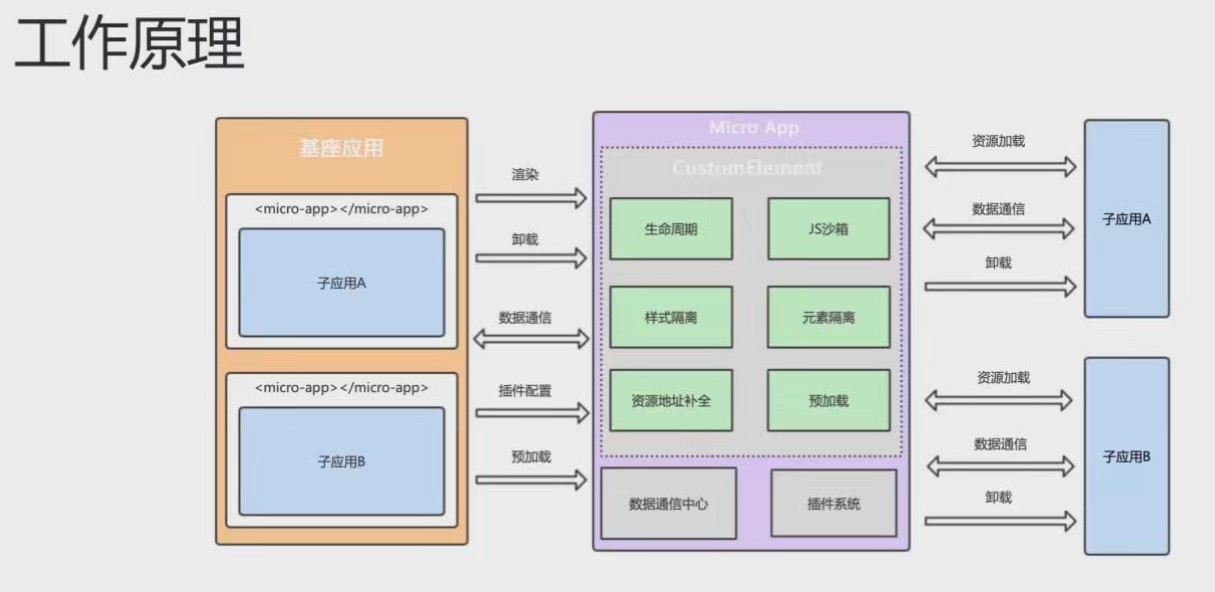 工作原理
基座应用
<micro-app></micro-app>
子应用A
<micro-app></micro-app>
子应用B
渲染
卸载
数据通信
插件配置
预加载
Micro App
CustomElement
生命周期
JS沙箱
样式隔离
元素隔离
资源地址补全
预加载
数据通信中心
插件系统
资源加载
数据通信
卸载
子应用A
资源加载
数据通信
卸载
子应用B